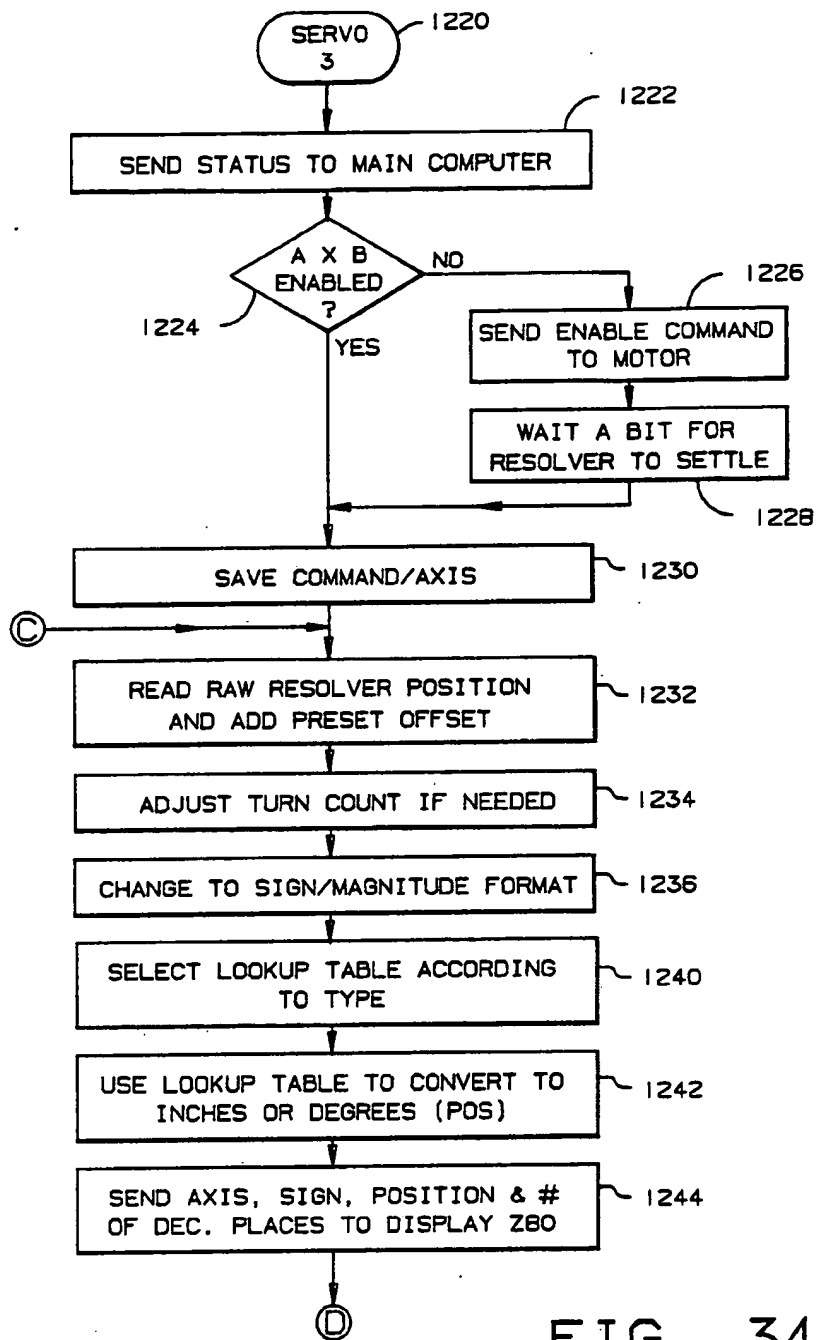 SERVO
3
1220
1222
SEND STATUS TO MAIN COMPUTER
A X B
ENABLED
?
NO
1224
YES
1226
SEND ENABLE COMMAND
TO MOTOR
WAIT A BIT FOR
RESOLVER TO SETTLE
1228
SAVE COMMAND/AXIS
1230
C
READ RAW RESOLVER POSITION
AND ADD PRESET OFFSET
1232
ADJUST TURN COUNT IF NEEDED
1234
CHANGE TO SIGN/MAGNITUDE FORMAT
1236
SELECT LOOKUP TABLE ACCORDING
TO TYPE
1240
USE LOOKUP TABLE TO CONVERT TO
INCHES OR DEGREES (POS)
1242
SEND AXIS, SIGN, POSITION & #
OF DEC. PLACES TO DISPLAY Z80
1244
D
FIG. 34